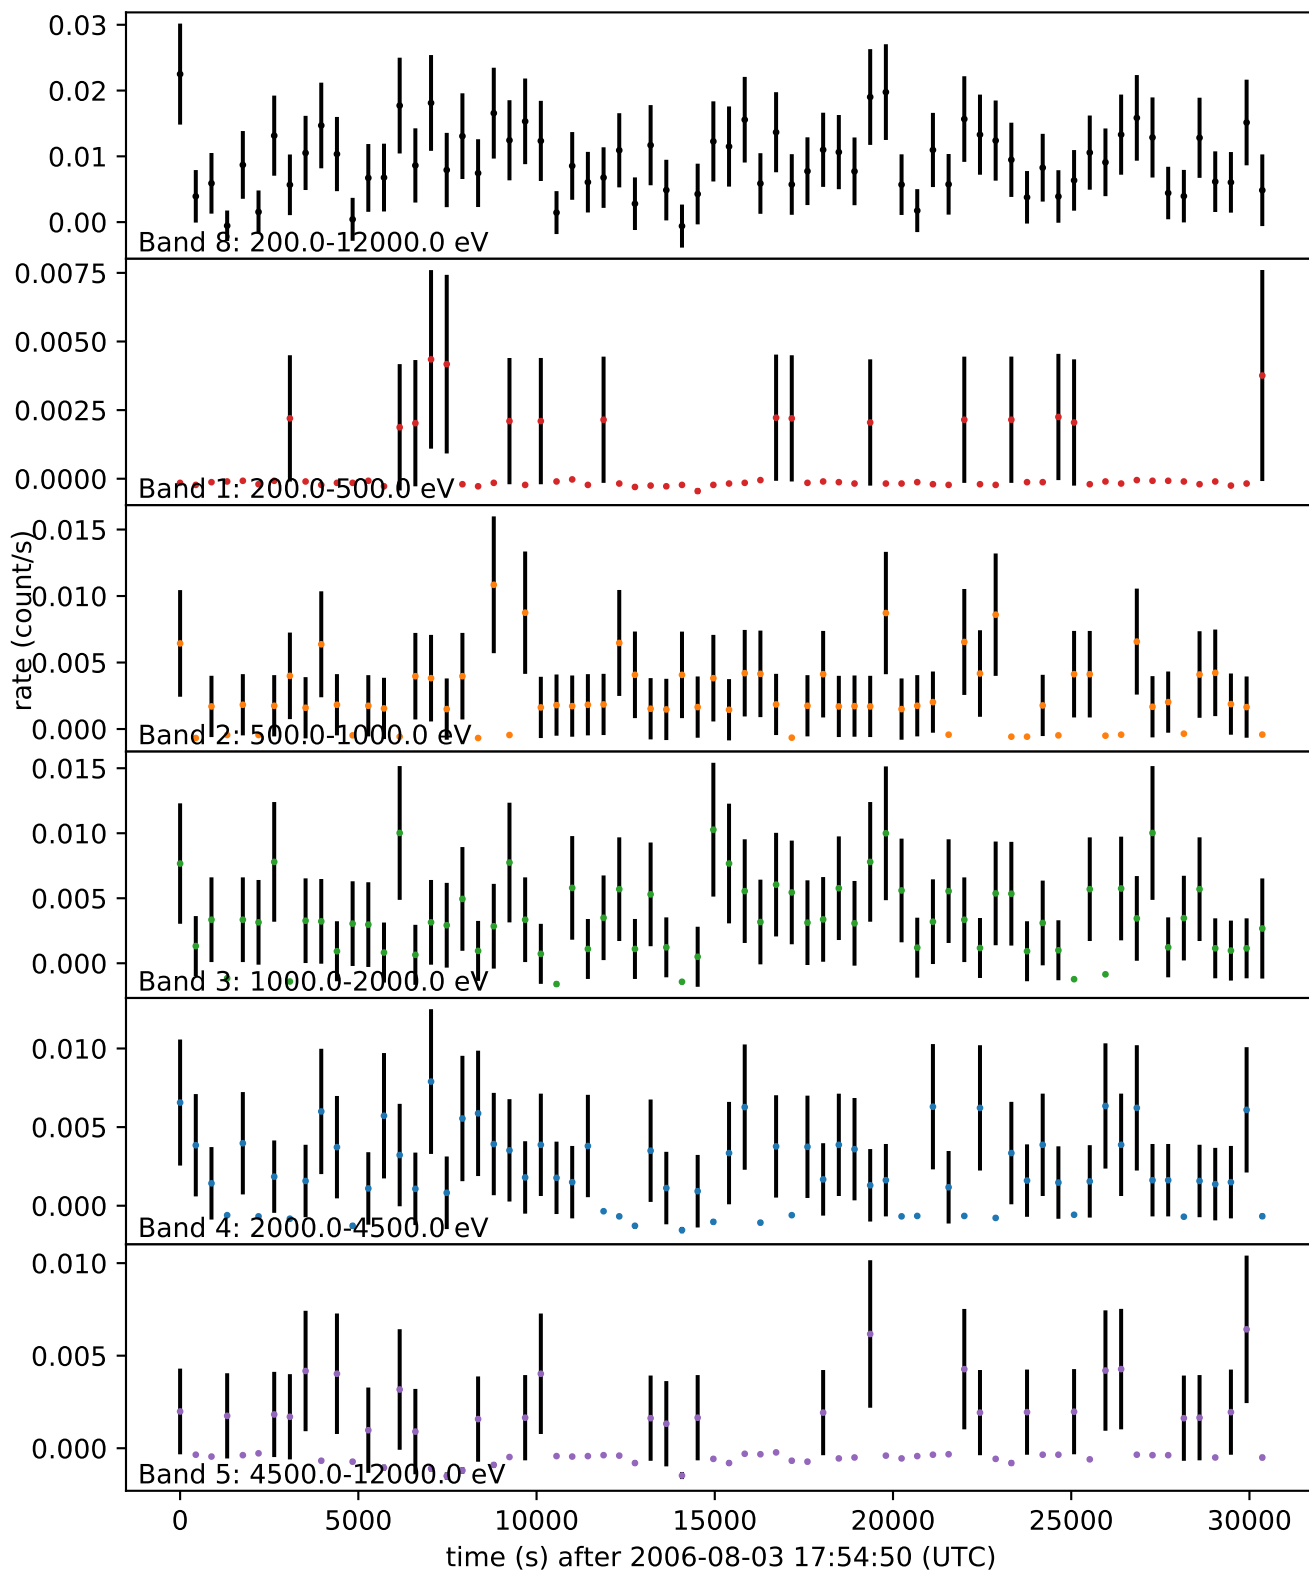 0.03
0.02
0.01
0.00
Band 8: 200.0-12000.0 eV
0.0075
0.0050
0.0025
0.0000
Band 1: 200.0-500.0 eV
rate (count/s)
0.015
0.010
0.005
0.000
Band 2: 500.0-1000.0 eV
0.015
0.010
0.005
0.000
Band 3: 1000.0-2000.0 eV
0.010
0.005
0.000
Band 4: 2000.0-4500.0 eV
0.010
0.005
0.000
Band 5: 4500.0-12000.0 eV
0 5000 10000 15000 20000 25000 30000
time (s) after 2006-08-03 17:54:50 (UTC)